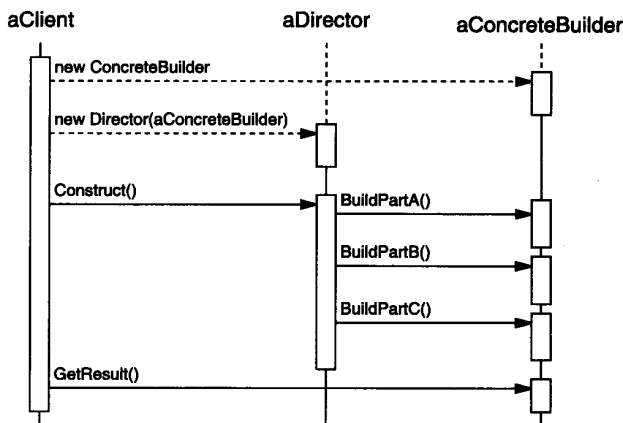 aClient
aDirector
aConcreteBuilder
new ConcreteBuilder
new Director(aConcreteBuilder)
Construct()
BuildPartA()
BuildPartB()
BuildPartC()
GetResult()